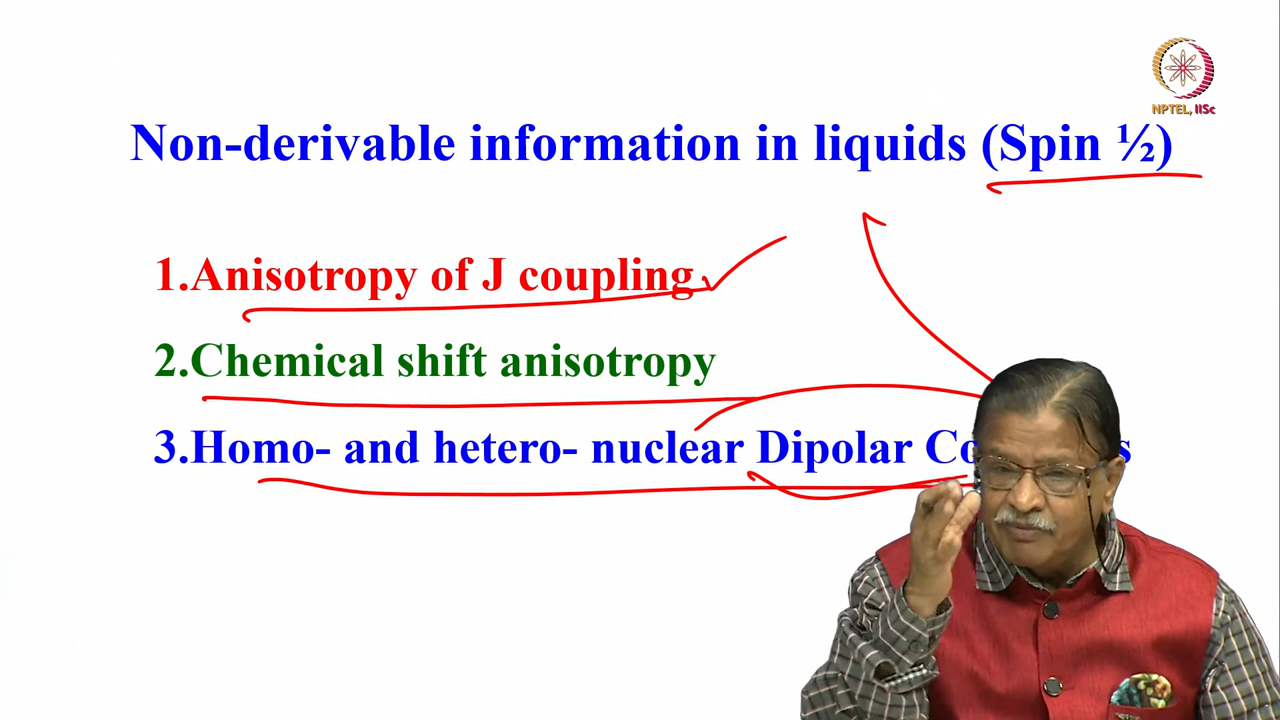 NPTEL, IISc
Non-derivable information in liquids (Spin ½)
1.Anisotropy of J coupling
2.Chemical shift anisotropy
3.Homo- and hetero- nuclear Dipolar